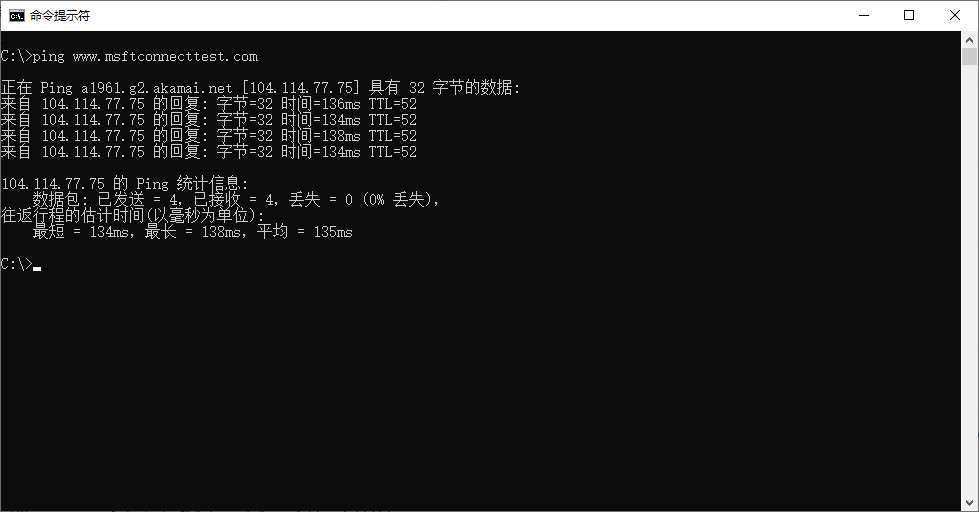 命令提示符
C:\>ping www.msftconnecttest.com
正在 Ping a1961.g2.akamai.net [104.114.77.75] 具有 32 字节的数据:
来自 104.114.77.75 的回复: 字节=32 时间=136ms TTL=52
来自 104.114.77.75 的回复: 字节=32 时间=134ms TTL=52
来自 104.114.77.75 的回复: 字节=32 时间=138ms TTL=52
来自 104.114.77.75 的回复: 字节=32 时间=134ms TTL=52
104.114.77.75 的 Ping 统计信息:
数据包: 已发送 = 4, 已接收 = 4, 丢失 = 0 (0% 丢失),
往返行程的估计时间(以毫秒为单位):
最短 = 134ms, 最长 = 138ms, 平均 = 135ms
C:\>